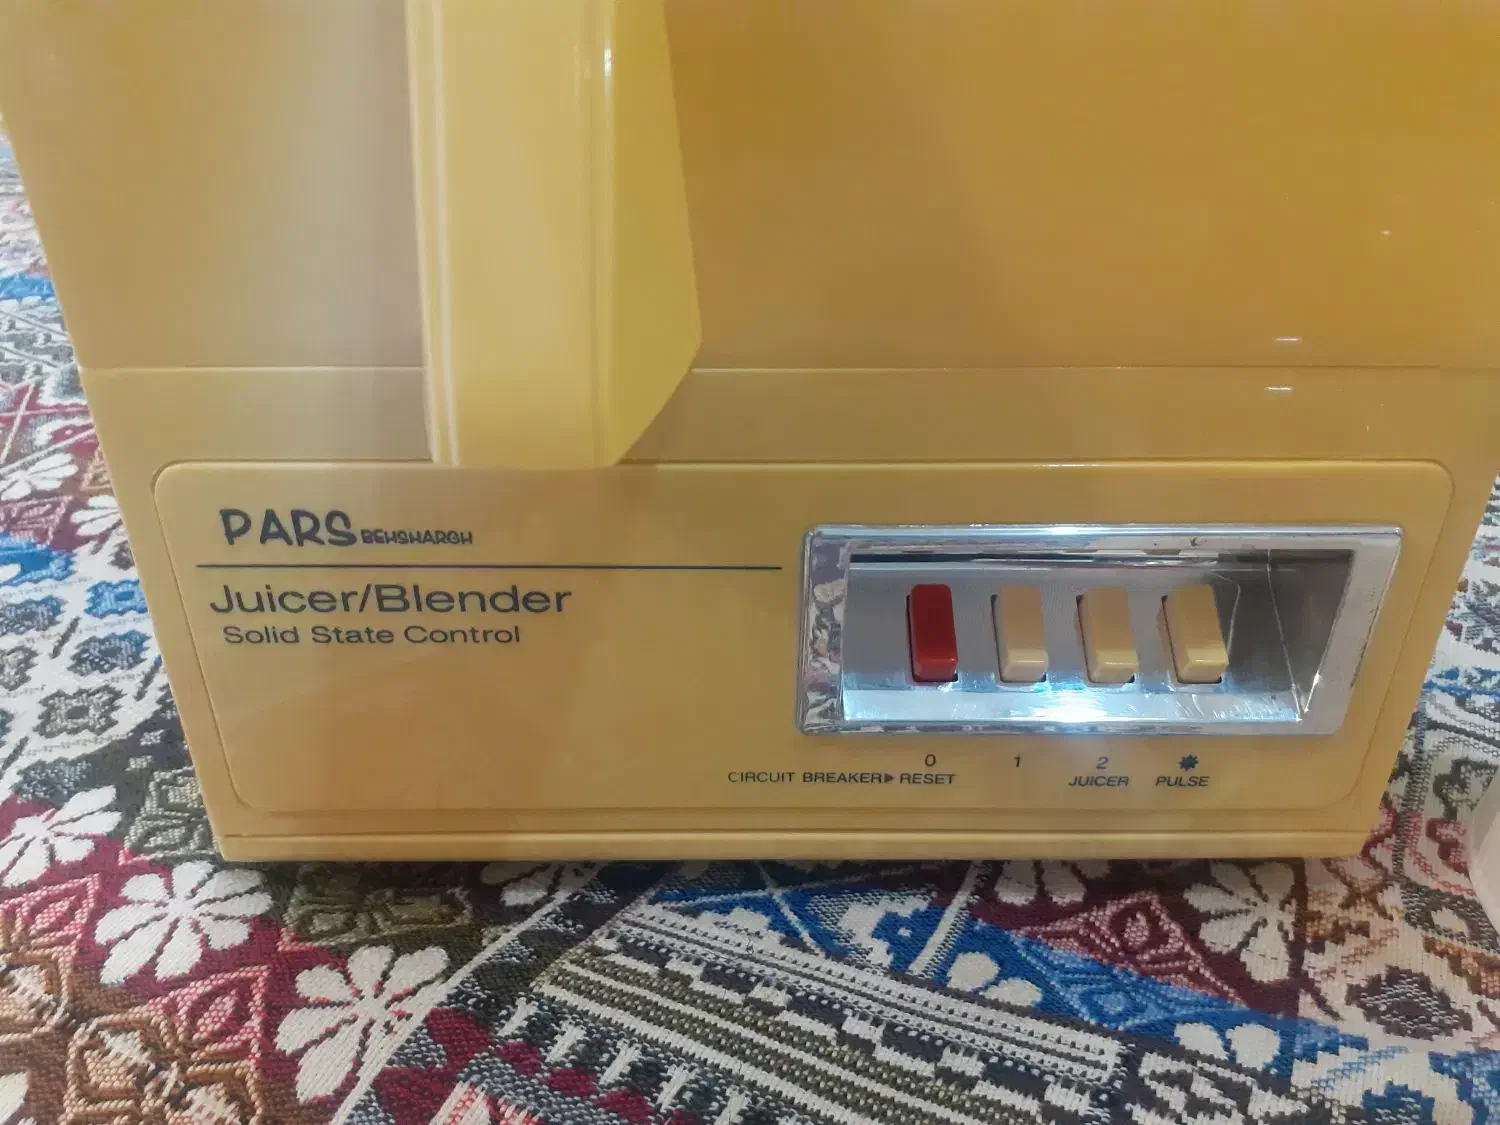 PARS BEHSHARGH
Juicer/Blender
Solid State Control
0 1 2 ✷
CIRCUIT BREAKER▶ RESET JUICER PULSE